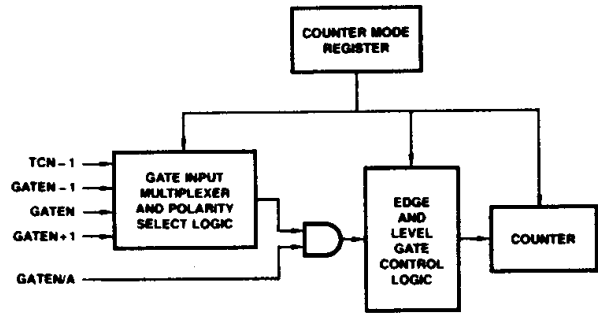 COUNTER MODE
REGISTER
TCN-1
GATEN-1
GATEN
GATEN+1
GATEN/A
GATE INPUT
MULTIPLEXER
AND POLARITY
SELECT LOGIC
EDGE
AND
LEVEL
GATE
CONTROL
LOGIC
COUNTER